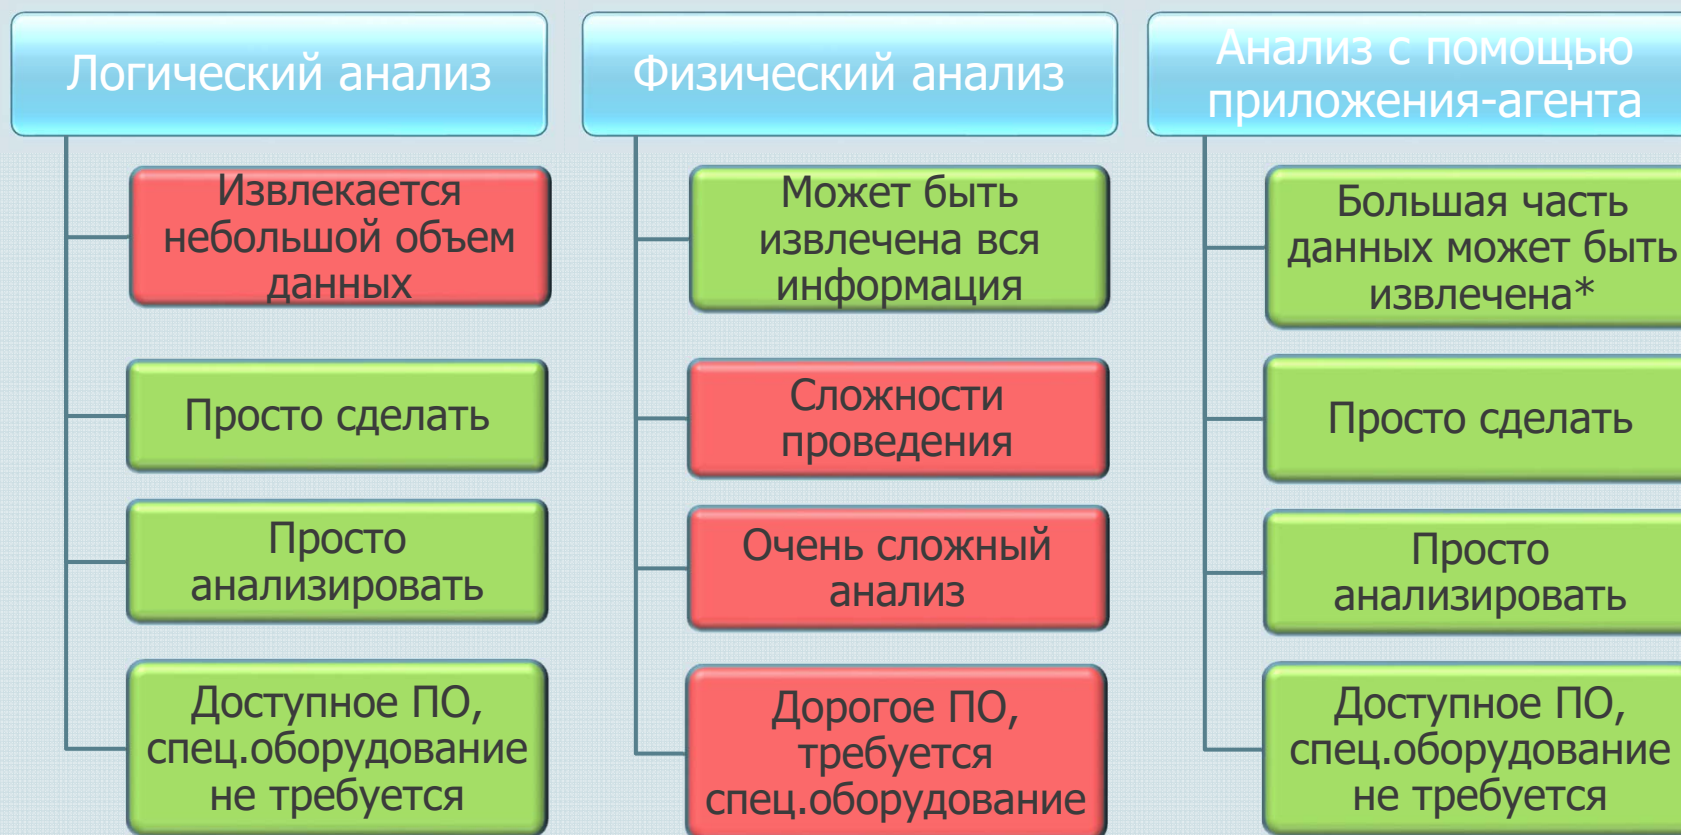 Логический анализ
Извлекается
небольшой объем
данных
Просто сделать
Просто
анализировать
Доступное ПО,
спец.оборудование
не требуется
Физический анализ
Может быть
извлечена вся
информация
Сложности
проведения
Очень сложный
анализ
Дорогое ПО,
требуется
спец.оборудование
Анализ с помощью
приложения-агента
Большая часть
данных может быть
извлечена*
Просто сделать
Просто
анализировать
Доступное ПО,
спец.оборудование
не требуется